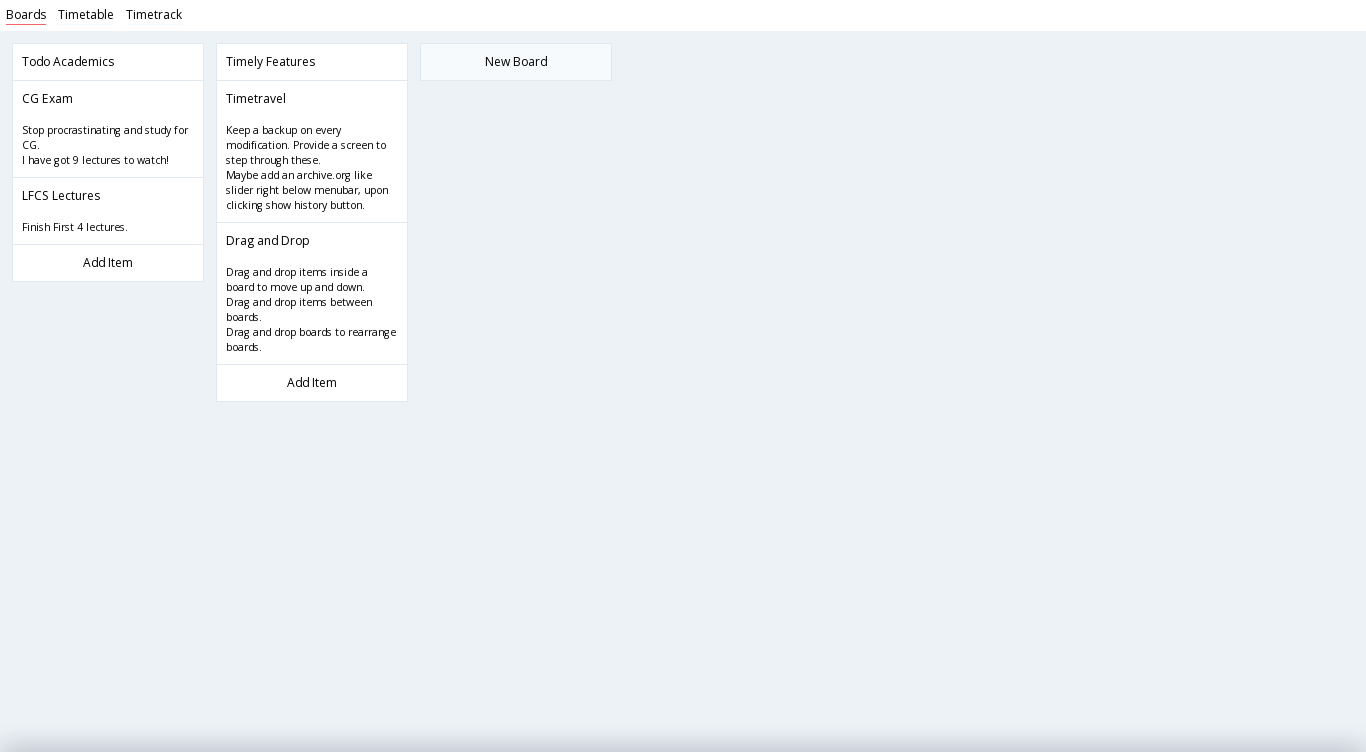 Boards Timetable Timetrack
Todo Academics
CG Exam
Stop procrastinating and study for
CG.
I have got 9 lectures to watch!
LFCS Lectures
Finish First 4 lectures.
Add Item
Timely Features
Timetravel
Keep a backup on every
modification. Provide a screen to
step through these.
Maybe add an archive.org like
slider right below menubar, upon
clicking show history button.
Drag and Drop
Drag and drop items inside a
board to move up and down.
Drag and drop items between
boards.
Drag and drop boards to rearrange
boards.
Add Item
New Board